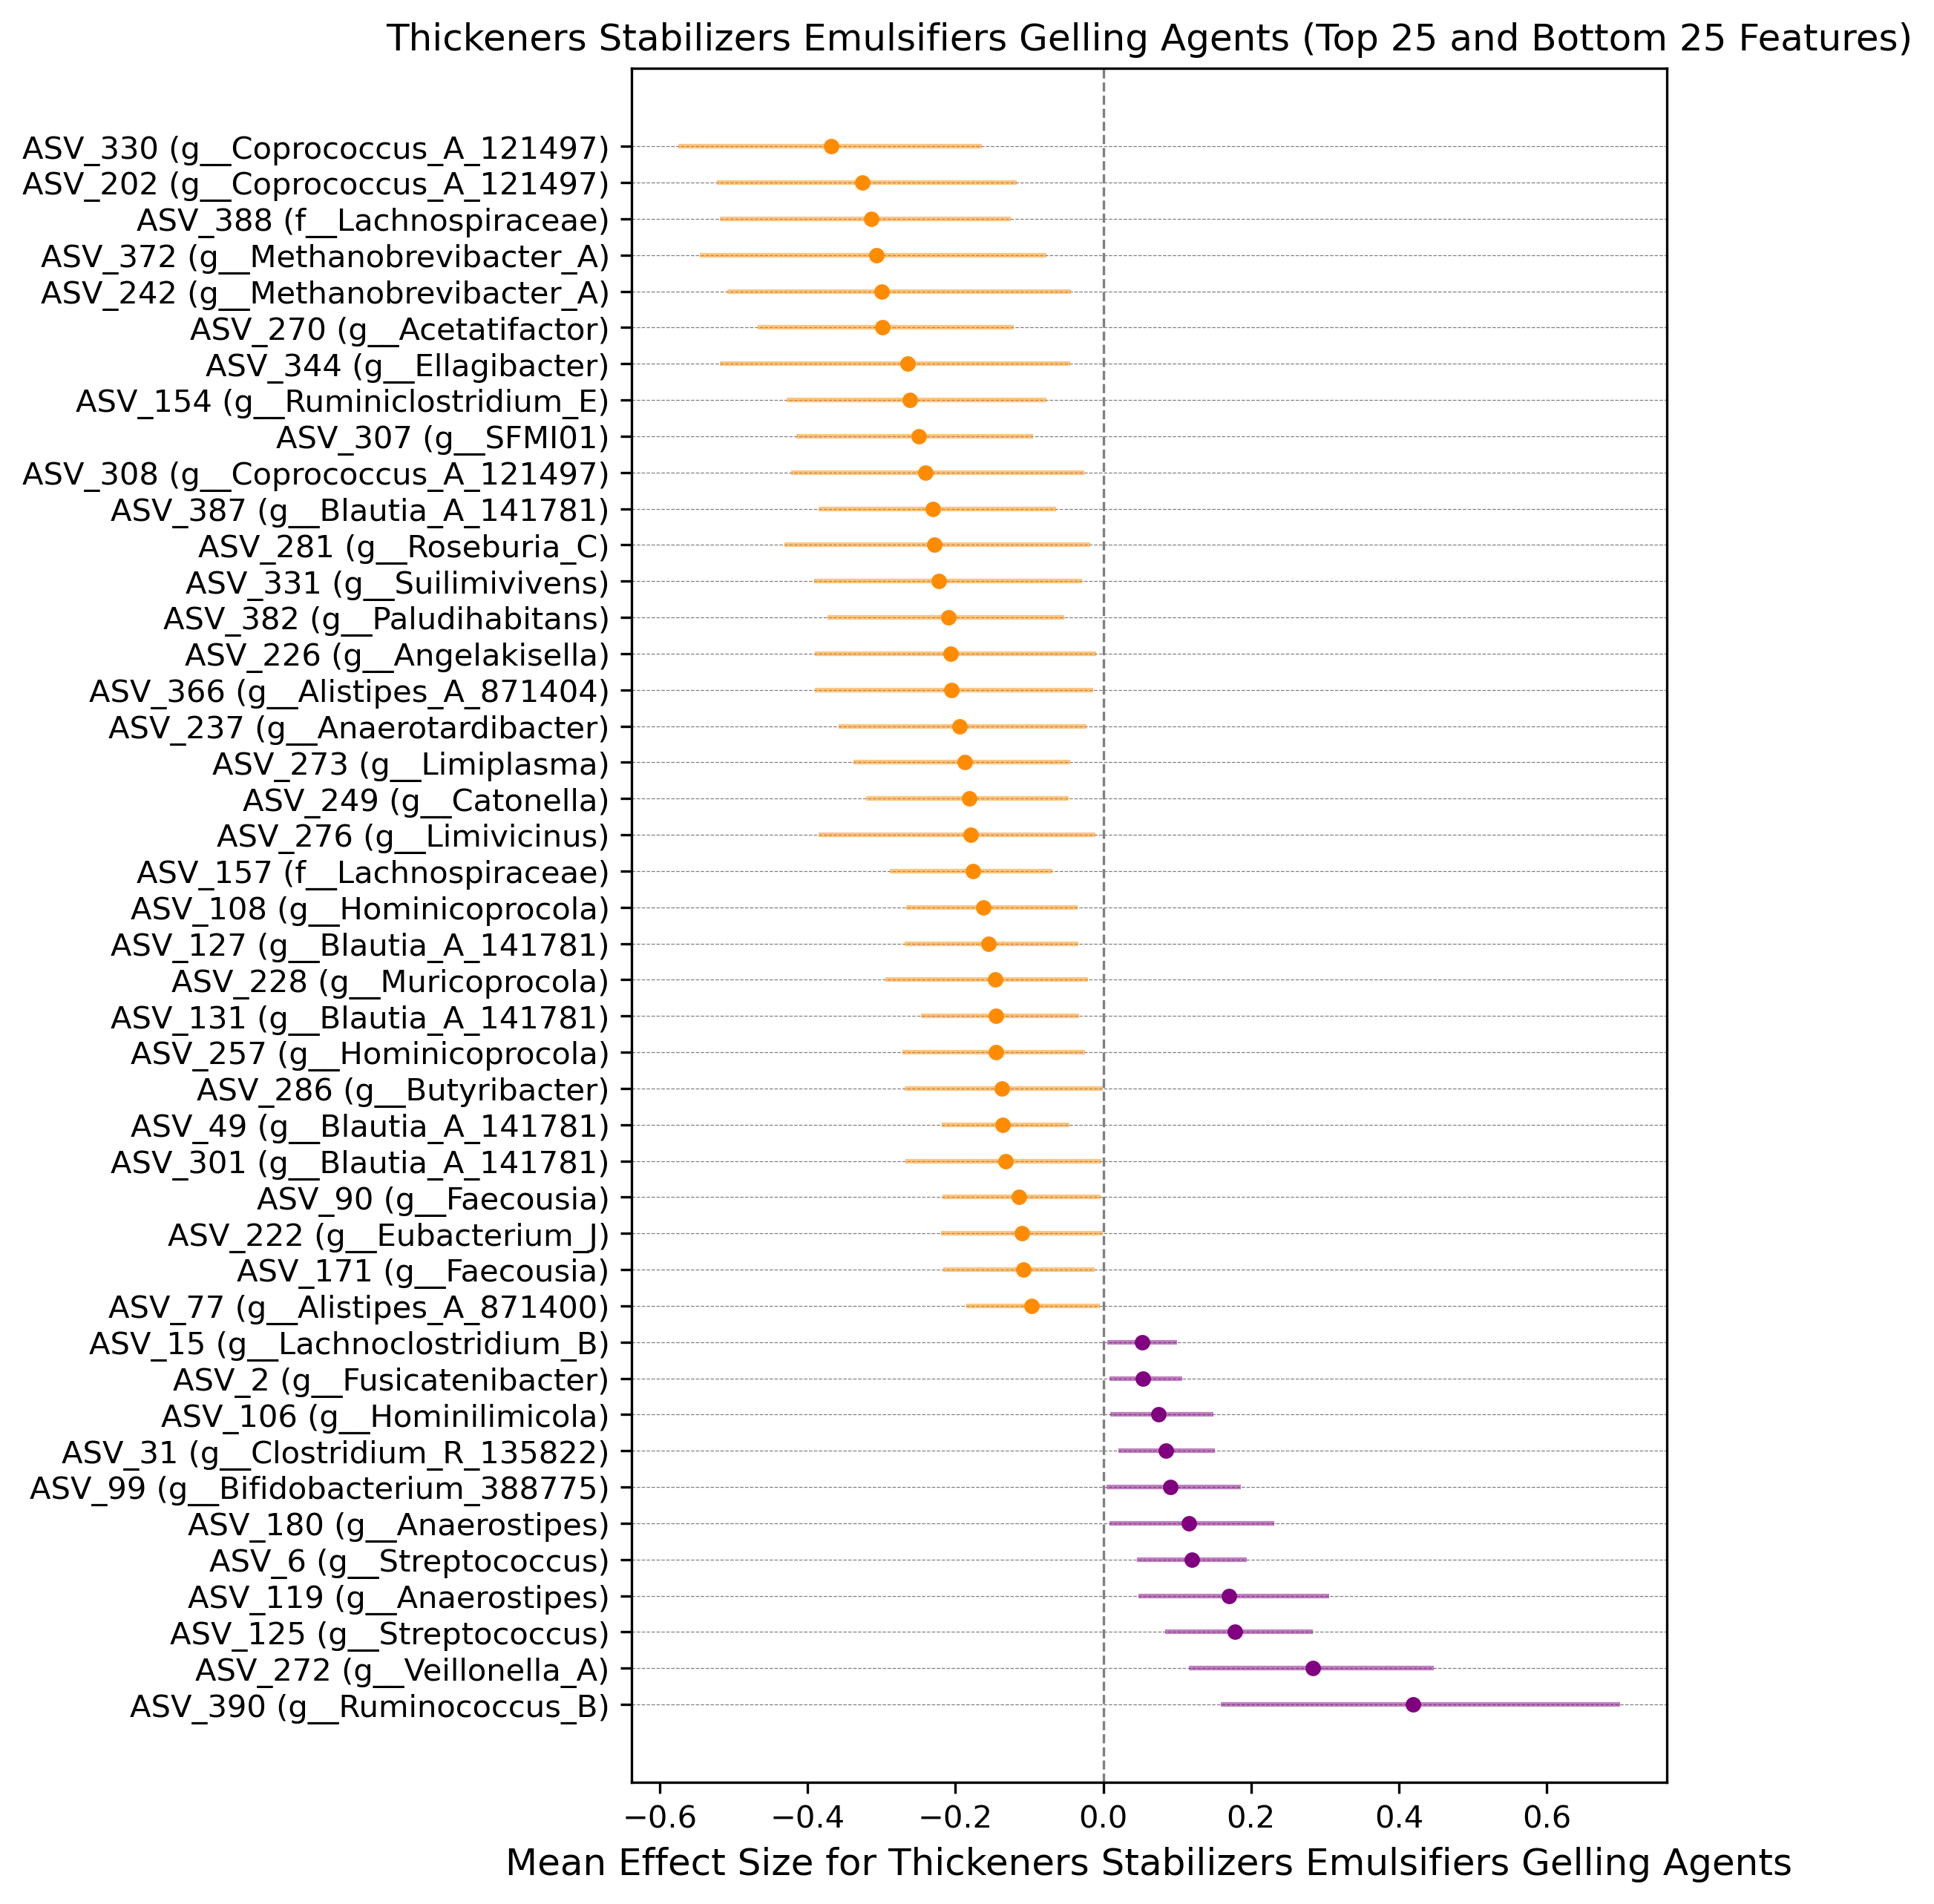 Thickeners Stabilizers Emulsifiers Gelling Agents (Top 25 and Bottom 25 Features)
ASV_330 (g__Coprococcus_A_121497)
ASV_202 (g__Coprococcus_A_121497)
ASV_388 (f__Lachnospiraceae)
ASV_372 (g__Methanobrevibacter_A)
ASV_242 (g__Methanobrevibacter_A)
ASV_270 (g__Acetatifactor)
ASV_344 (g__Ellagibacter)
ASV_154 (g__Ruminiclostridium_E)
ASV_307 (g__SFMI01)
ASV_308 (g__Coprococcus_A_121497)
ASV_387 (g__Blautia_A_141781)
ASV_281 (g__Roseburia_C)
ASV_331 (g__Suilimivivens)
ASV_382 (g__Paludihabitans)
ASV_226 (g__Angelakisella)
ASV_366 (g__Alistipes_A_871404)
ASV_237 (g__Anaerotardibacter)
ASV_273 (g__Limiplasma)
ASV_249 (g__Catonella)
ASV_276 (g__Limivicinus)
ASV_157 (f__Lachnospiraceae)
ASV_108 (g__Hominicoprocola)
ASV_127 (g__Blautia_A_141781)
ASV_228 (g__Muricoprocola)
ASV_131 (g__Blautia_A_141781)
ASV_257 (g__Hominicoprocola)
ASV_286 (g__Butyribacter)
ASV_49 (g__Blautia_A_141781)
ASV_301 (g__Blautia_A_141781)
ASV_90 (g__Faecousia)
ASV_222 (g__Eubacterium_J)
ASV_171 (g__Faecousia)
ASV_77 (g__Alistipes_A_871400)
ASV_15 (g__Lachnoclostridium_B)
ASV_2 (g__Fusicatenibacter)
ASV_106 (g__Hominilimicola)
ASV_31 (g__Clostridium_R_135822)
ASV_99 (g__Bifidobacterium_388775)
ASV_180 (g__Anaerostipes)
ASV_6 (g__Streptococcus)
ASV_119 (g__Anaerostipes)
ASV_125 (g__Streptococcus)
ASV_272 (g__Veillonella_A)
ASV_390 (g__Ruminococcus_B)
−0.6 −0.4 −0.2 0.0 0.2 0.4 0.6
Mean Effect Size for Thickeners Stabilizers Emulsifiers Gelling Agents